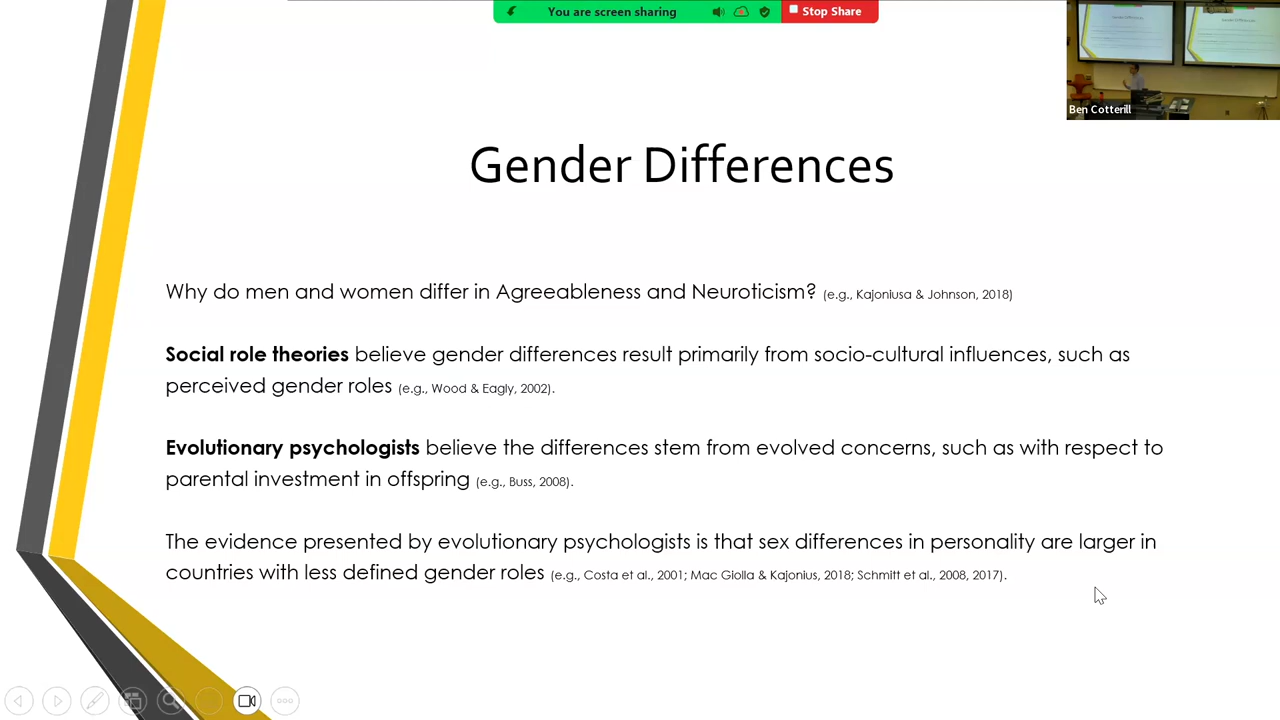 You are screen sharing
Stop Share
Ben Cotterill
Gender Differences
Why do men and women differ in Agreeableness and Neuroticism? (e.g., Kajoniusa & Johnson, 2018)
Social role theories believe gender differences result primarily from socio-cultural influences, such as
perceived gender roles (e.g., Wood & Eagly, 2002).
Evolutionary psychologists believe the differences stem from evolved concerns, such as with respect to
parental investment in offspring (e.g., Buss, 2008).
The evidence presented by evolutionary psychologists is that sex differences in personality are larger in
countries with less defined gender roles (e.g., Costa et al., 2001; Mac Giolla & Kajonius, 2018; Schmitt et al., 2008, 2017).